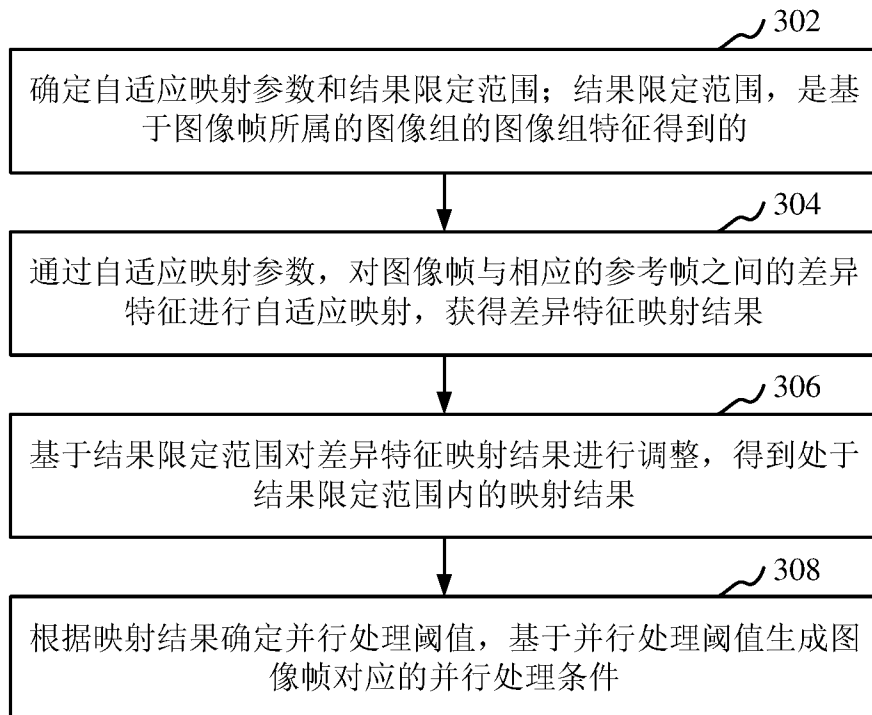 302
确定自适应映射参数和结果限定范围；结果限定范围，是基
于图像帧所属的图像组的图像组特征得到的
304
通过自适应映射参数，对图像帧与相应的参考帧之间的差异
特征进行自适应映射，获得差异特征映射结果
306
基于结果限定范围对差异特征映射结果进行调整，得到处于
结果限定范围内的映射结果
308
根据映射结果确定并行处理阈值，基于并行处理阈值生成图
像帧对应的并行处理条件